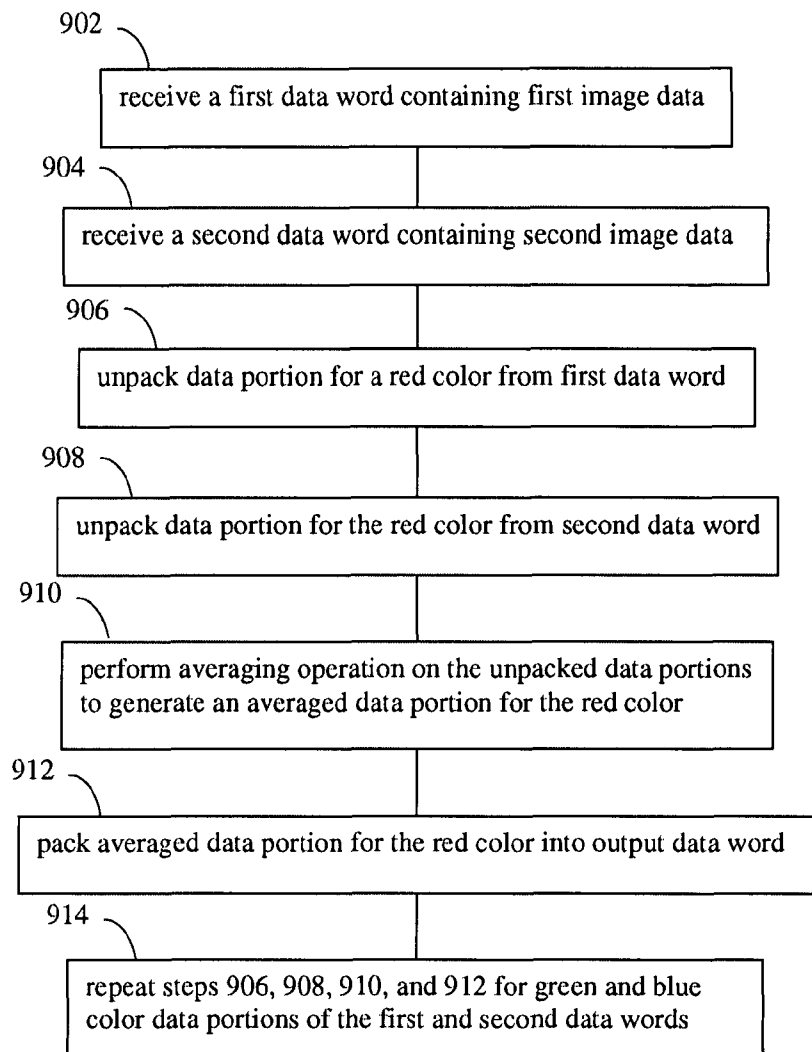 902
receive a first data word containing first image data
904
receive a second data word containing second image data
906
unpack data portion for a red color from first data word
908
unpack data portion for the red color from second data word
910
perform averaging operation on the unpacked data portions
to generate an averaged data portion for the red color
912
pack averaged data portion for the red color into output data word
914
repeat steps 906, 908, 910, and 912 for green and blue
color data portions of the first and second data words